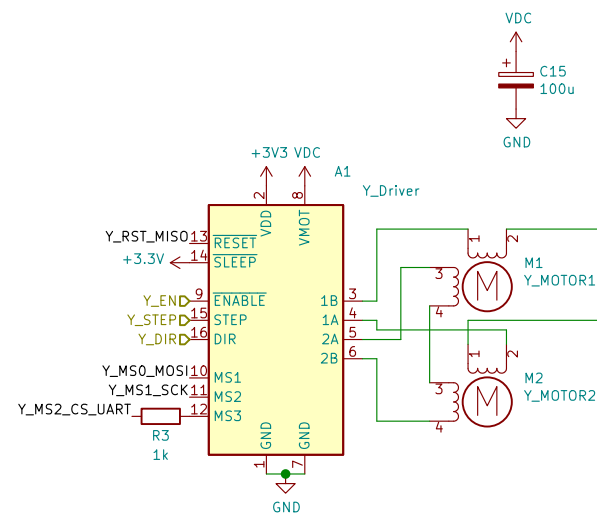 VDC
C15
100u
GND
+3V3 VDC
A1
Y_Driver
2
8
VDD
VMOT
Y_RST_MISO 13 RESET
+3.3V 14 SLEEP
Y_EN 9 ENABLE
Y_STEP 15 STEP
Y_DIR 16 DIR
Y_MS0_MOSI 10 MS1
Y_MS1_SCK 11 MS2
Y_MS2_CS_UART 12 MS3
R3
1k
1B 3
1A 4
2A 5
2B 6
GND
GND
1
7
GND
1
2
M1
Y_MOTOR1
3
4
M
1
2
M2
Y_MOTOR2
3
4
M
+